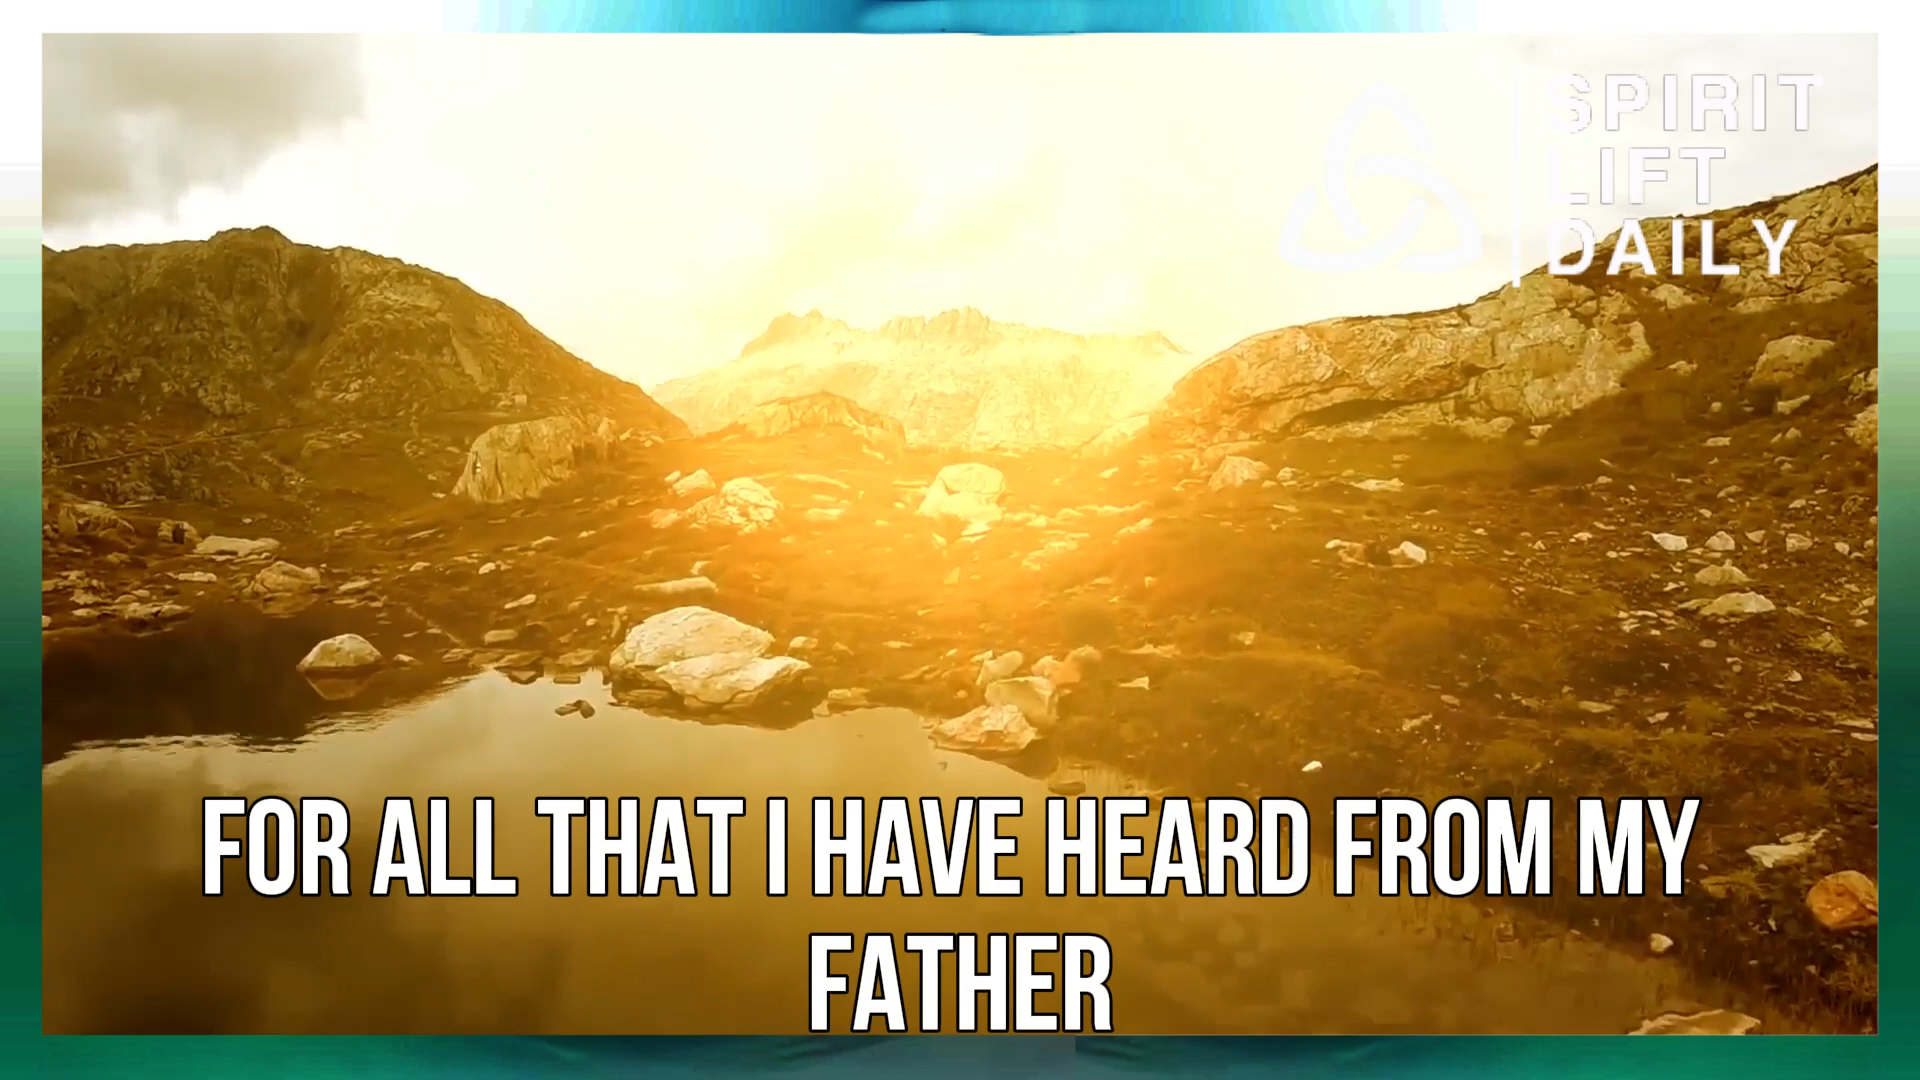 SPIRIT
LIFT
DAILY
FOR ALL THAT I HAVE HEARD FROM MY
FATHER